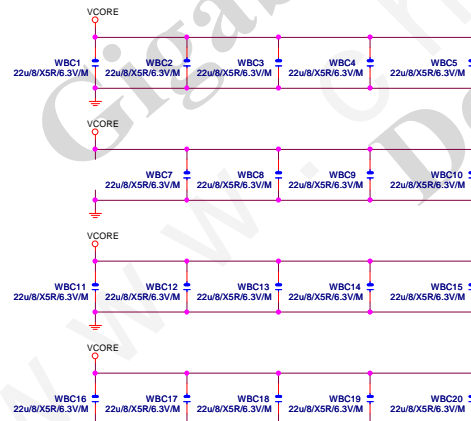 VCORE
WBC1 WBC2 WBC3 WBC4 WBC5
22u/8/X5R/6.3V/M 22u/8/X5R/6.3V/M 22u/8/X5R/6.3V/M 22u/8/X5R/6.3V/M 22u/8/X5R/6.3V/M
VCORE
WBC7 WBC8 WBC9 WBC10
22u/8/X5R/6.3V/M 22u/8/X5R/6.3V/M 22u/8/X5R/6.3V/M 22u/8/X5R/6.3V/M
VCORE
WBC11 WBC12 WBC13 WBC14 WBC15
22u/8/X5R/6.3V/M 22u/8/X5R/6.3V/M 22u/8/X5R/6.3V/M 22u/8/X5R/6.3V/M 22u/8/X5R/6.3V/M
VCORE
WBC16 WBC17 WBC18 WBC19 WBC20
22u/8/X5R/6.3V/M 22u/8/X5R/6.3V/M 22u/8/X5R/6.3V/M 22u/8/X5R/6.3V/M 22u/8/X5R/6.3V/M